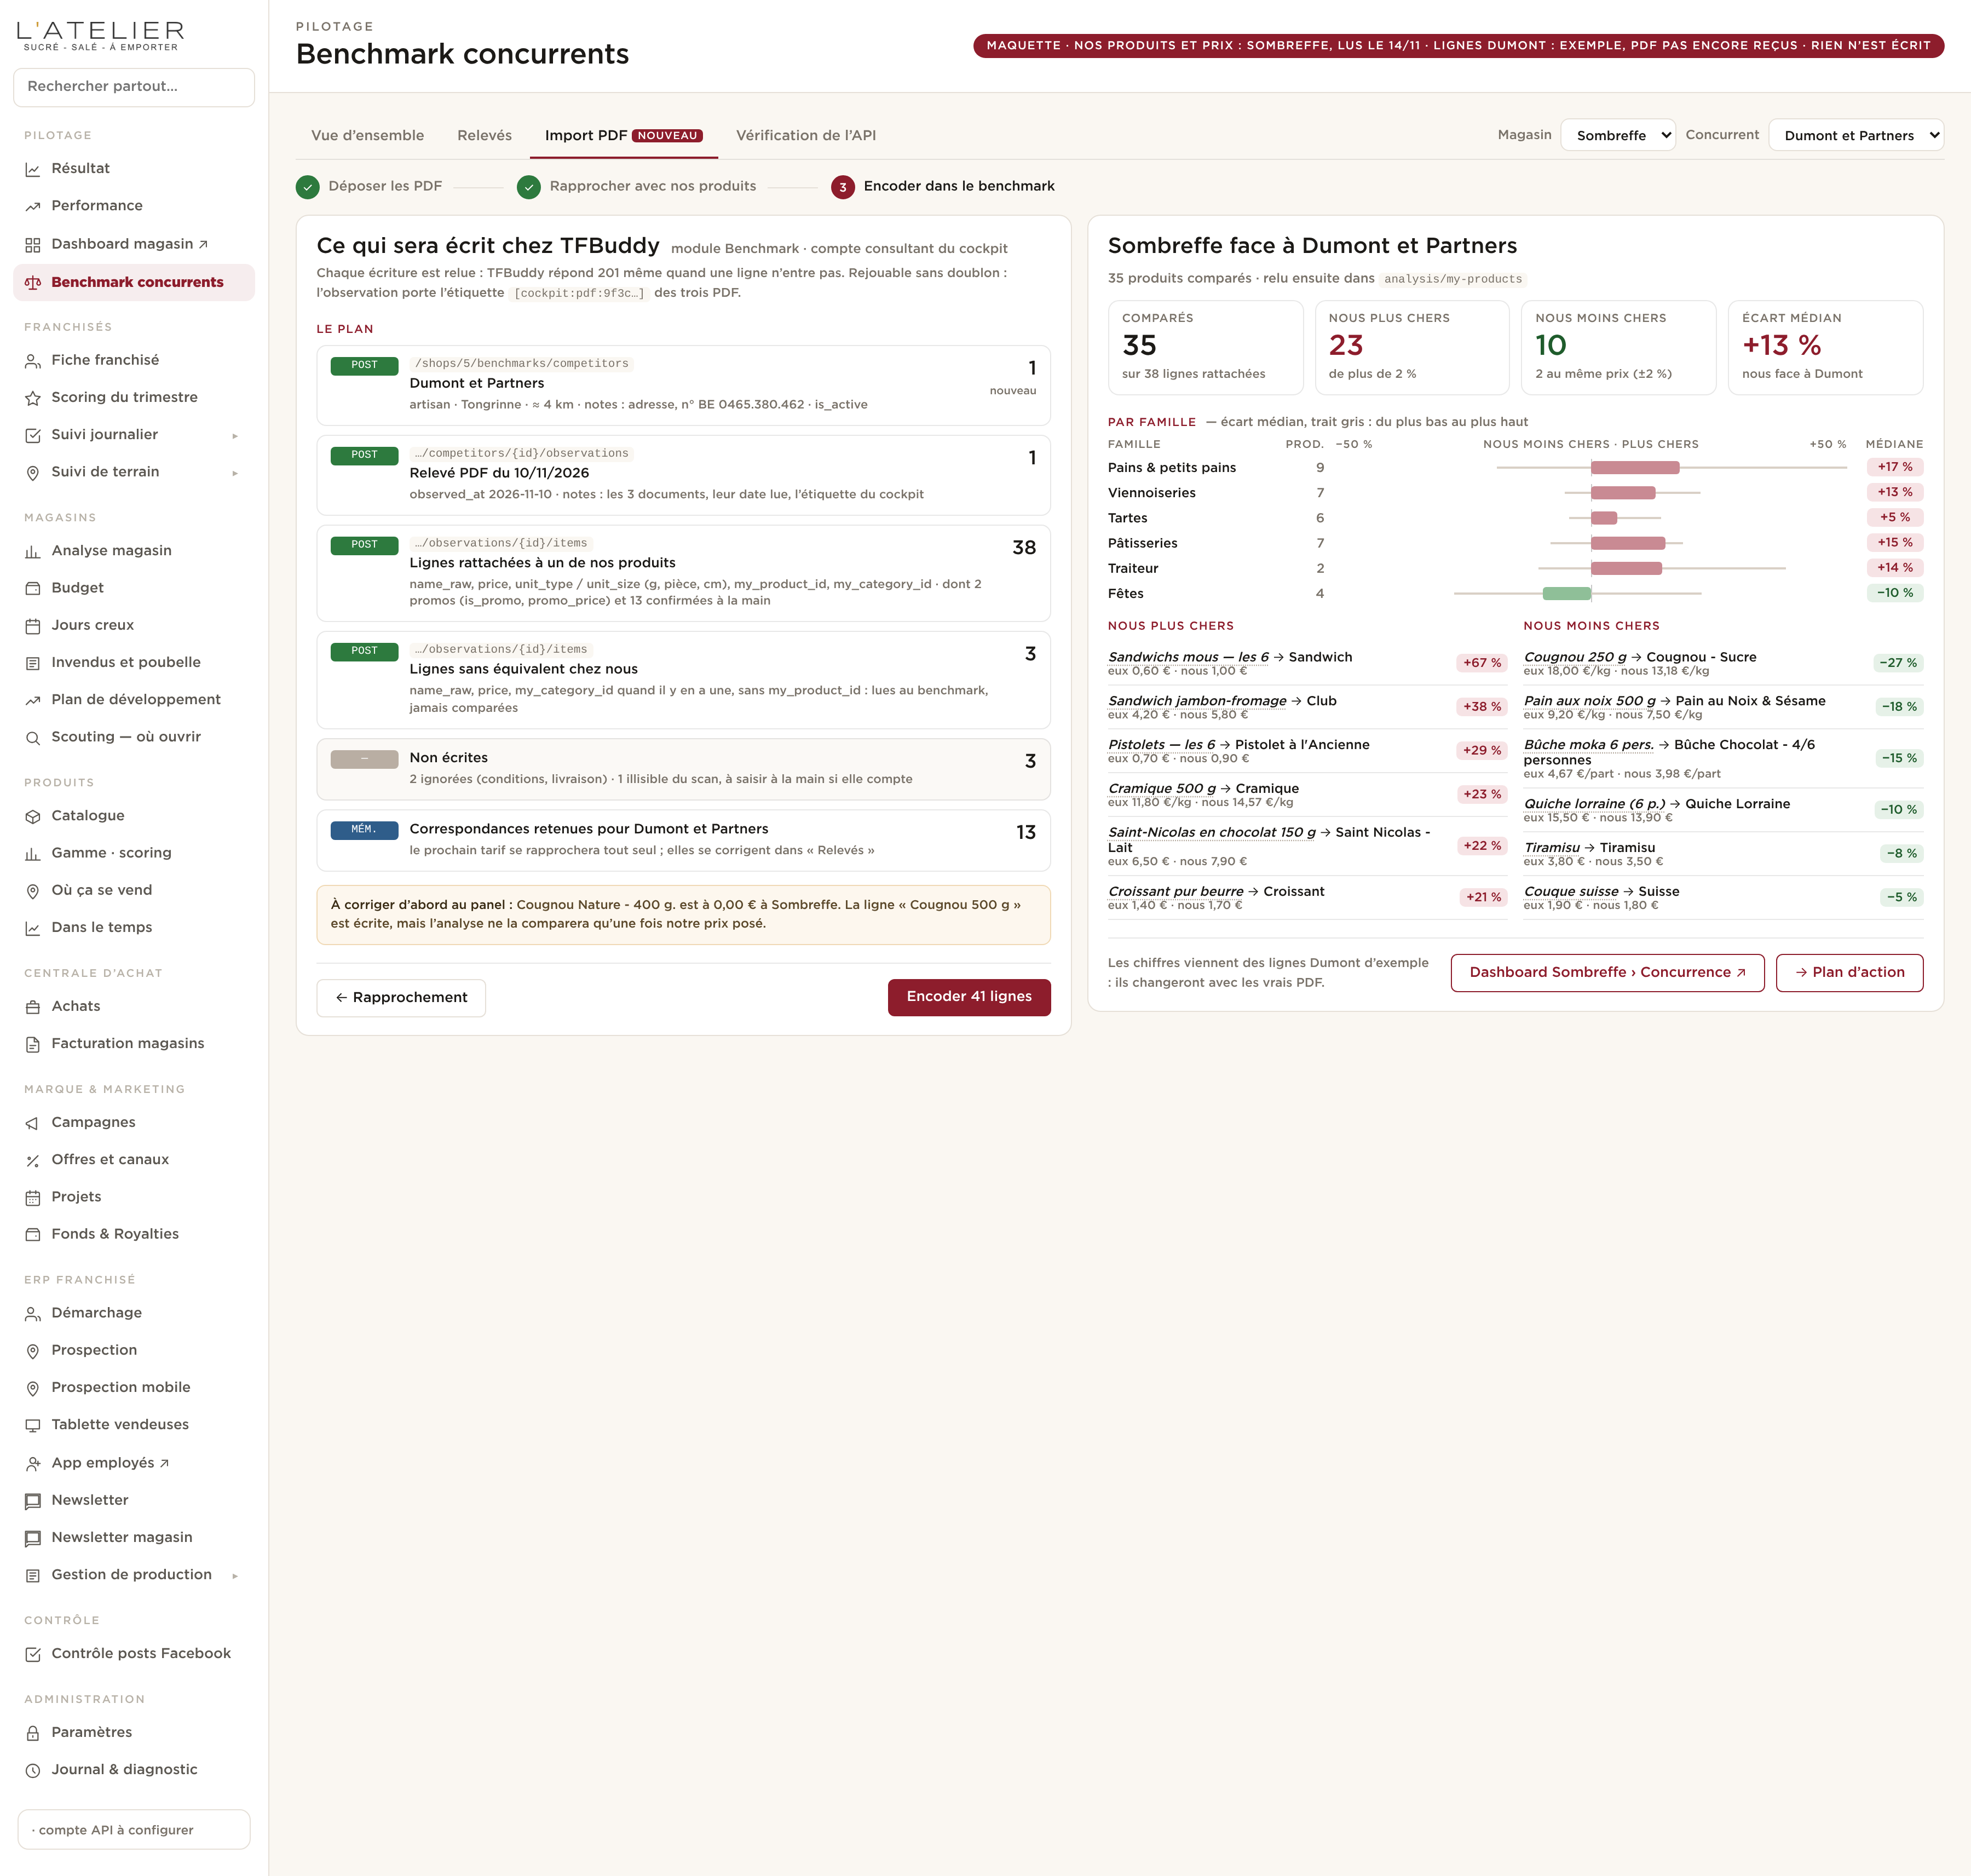 L'ATELIER
SUCRÉ - SALÉ - À EMPORTER
Rechercher partout...
PILOTAGE
Résultat
Performance
Dashboard magasin ↗
Benchmark concurrents
FRANCHISÉS
Fiche franchisé
Scoring du trimestre
Suivi journalier ▸
Suivi de terrain ▸
MAGASINS
Analyse magasin
Budget
Jours creux
Invendus et poubelle
Plan de développement
Scouting — où ouvrir
PRODUITS
Catalogue
Gamme · scoring
Où ça se vend
Dans le temps
CENTRALE D'ACHAT
Achats
Facturation magasins
MARQUE & MARKETING
Campagnes
Offres et canaux
Projets
Fonds & Royalties
ERP FRANCHISÉ
Démarchage
Prospection
Prospection mobile
Tablette vendeuses
App employés ↗
Newsletter
Newsletter magasin
Gestion de production ▸
CONTRÔLE
Contrôle posts Facebook
ADMINISTRATION
Paramètres
Journal & diagnostic
· compte API à configurer
PILOTAGE
Benchmark concurrents
MAQUETTE · NOS PRODUITS ET PRIX : SOMBREFFE, LUS LE 14/11 · LIGNES DUMONT : EXEMPLE, PDF PAS ENCORE REÇUS · RIEN N'EST ÉCRIT
Vue d'ensemble Relevés Import PDF NOUVEAU Vérification de l'API
Magasin Sombreffe Concurrent Dumont et Partners
Déposer les PDF Rapprocher avec nos produits 3 Encoder dans le benchmark
Ce qui sera écrit chez TFBuddy module Benchmark · compte consultant du cockpit
Chaque écriture est relue : TFBuddy répond 201 même quand une ligne n'entre pas. Rejouable sans doublon :
l'observation porte l'étiquette [cockpit:pdf:9f3c…] des trois PDF.
LE PLAN
POST /shops/5/benchmarks/competitors 1
Dumont et Partners nouveau
artisan · Tongrinne · ≈ 4 km · notes : adresse, n° BE 0465.380.462 · is_active
POST …/competitors/{id}/observations 1
Relevé PDF du 10/11/2026
observed_at 2026-11-10 · notes : les 3 documents, leur date lue, l'étiquette du cockpit
POST …/observations/{id}/items 38
Lignes rattachées à un de nos produits
name_raw, price, unit_type / unit_size (g, pièce, cm), my_product_id, my_category_id · dont 2
promos (is_promo, promo_price) et 13 confirmées à la main
POST …/observations/{id}/items 3
Lignes sans équivalent chez nous
name_raw, price, my_category_id quand il y en a une, sans my_product_id : lues au benchmark,
jamais comparées
— Non écrites 3
2 ignorées (conditions, livraison) · 1 illisible du scan, à saisir à la main si elle compte
MÉM. Correspondances retenues pour Dumont et Partners 13
le prochain tarif se rapprochera tout seul ; elles se corrigent dans « Relevés »
À corriger d'abord au panel : Cougnou Nature - 400 g. est à 0,00 € à Sombreffe. La ligne « Cougnou 500 g »
est écrite, mais l'analyse ne la comparera qu'une fois notre prix posé.
← Rapprochement Encoder 41 lignes
Sombreffe face à Dumont et Partners
35 produits comparés · relu ensuite dans analysis/my-products
COMPARÉS
35
sur 38 lignes rattachées
NOUS PLUS CHERS
23
de plus de 2 %
NOUS MOINS CHERS
10
2 au même prix (±2 %)
ÉCART MÉDIAN
+13 %
nous face à Dumont
PAR FAMILLE — écart médian, trait gris : du plus bas au plus haut
FAMILLE PROD. −50 % NOUS MOINS CHERS · PLUS CHERS +50 % MÉDIANE
Pains & petits pains 9 +17 %
Viennoiseries 7 +13 %
Tartes 6 +5 %
Pâtisseries 7 +15 %
Traiteur 2 +14 %
Fêtes 4 −10 %
NOUS PLUS CHERS
Sandwichs mous — les 6 → Sandwich +67 %
eux 0,60 € · nous 1,00 €
Sandwich jambon-fromage → Club +38 %
eux 4,20 € · nous 5,80 €
Pistolets — les 6 → Pistolet à l'Ancienne +29 %
eux 0,70 € · nous 0,90 €
Cramique 500 g → Cramique +23 %
eux 11,80 €/kg · nous 14,57 €/kg
Saint-Nicolas en chocolat 150 g → Saint Nicolas -
Lait +22 %
eux 6,50 € · nous 7,90 €
Croissant pur beurre → Croissant +21 %
eux 1,40 € · nous 1,70 €
NOUS MOINS CHERS
Cougnou 250 g → Cougnou - Sucre −27 %
eux 18,00 €/kg · nous 13,18 €/kg
Pain aux noix 500 g → Pain au Noix & Sésame −18 %
eux 9,20 €/kg · nous 7,50 €/kg
Bûche moka 6 pers. → Bûche Chocolat - 4/6
personnes −15 %
eux 4,67 €/part · nous 3,98 €/part
Quiche lorraine (6 p.) → Quiche Lorraine −10 %
eux 15,50 € · nous 13,90 €
Tiramisu → Tiramisu −8 %
eux 3,80 € · nous 3,50 €
Couque suisse → Suisse −5 %
eux 1,90 € · nous 1,80 €
Les chiffres viennent des lignes Dumont d'exemple
: ils changeront avec les vrais PDF.
Dashboard Sombreffe › Concurrence ↗ → Plan d'action